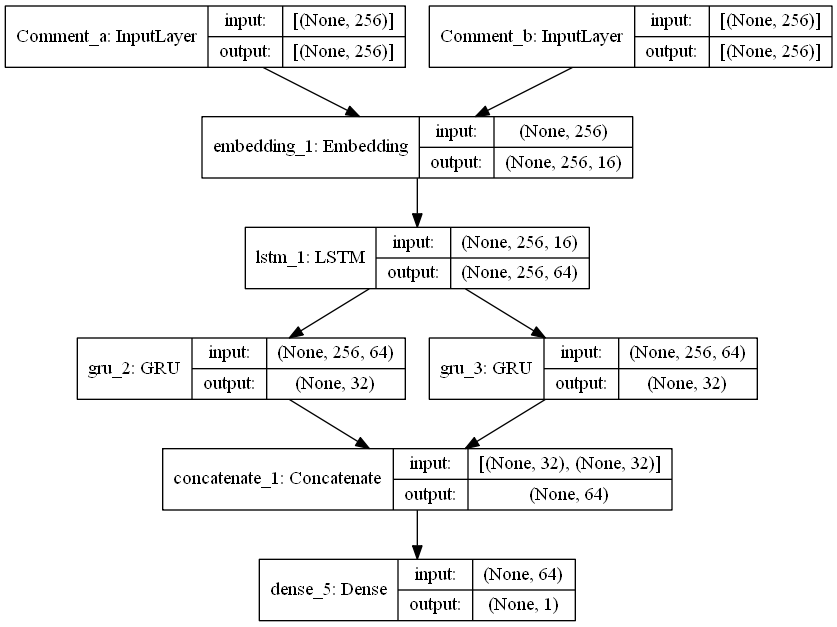 Comment_a: InputLayer
input: [(None, 256)]
output: [(None, 256)]
Comment_b: InputLayer
input: [(None, 256)]
output: [(None, 256)]
embedding_1: Embedding
input: (None, 256)
output: (None, 256, 16)
lstm_1: LSTM
input: (None, 256, 16)
output: (None, 256, 64)
gru_2: GRU
input: (None, 256, 64)
output: (None, 32)
gru_3: GRU
input: (None, 256, 64)
output: (None, 32)
concatenate_1: Concatenate
input: [(None, 32), (None, 32)]
output: (None, 64)
dense_5: Dense
input: (None, 64)
output: (None, 1)